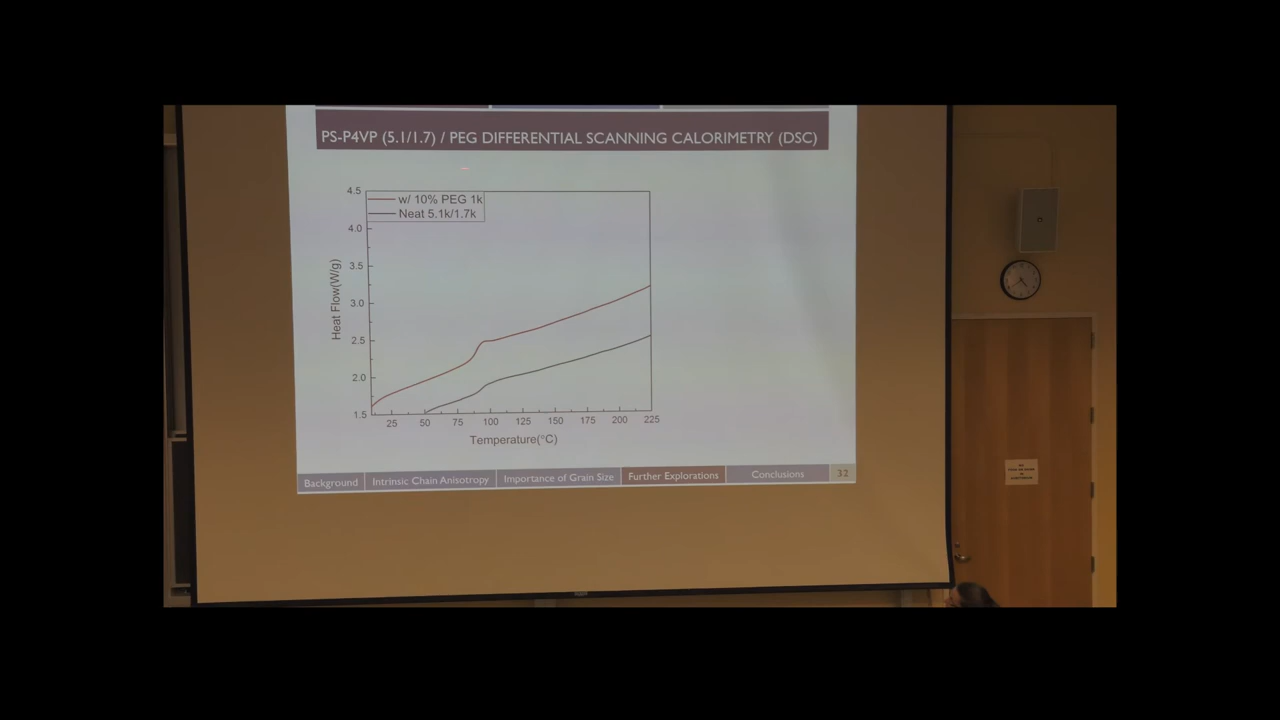 PS-P4VP (5.1/1.7) / PEG DIFFERENTIAL SCANNING CALORIMETRY (DSC)
w/ 10% PEG 1k
Neat 5.1k/1.7k
4.5
4.0
3.5
3.0
2.5
2.0
1.5
Heat Flow(W/g)
25 50 75 100 125 150 175 200 225
Temperature(°C)
Background Intrinsic Chain Anisotropy Importance of Grain Size Further Explorations Conclusions 32